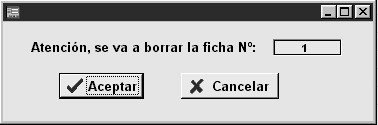 Atención, se va a borrar la ficha Nº: 1
Aceptar Cancelar